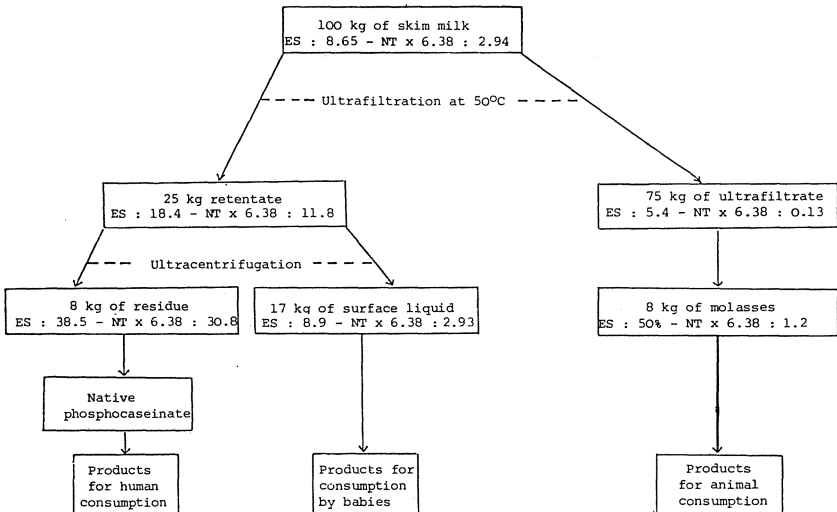 100 kg of skim milk
ES : 8.65 - NT x 6.38 : 2.94
Ultrafiltration at 50°C
25 kg retentate
ES : 18.4 - NT x 6.38 : 11.8
75 kg of ultrafiltrate
ES : 5.4 - NT x 6.38 : 0.13
Ultracentrifugation
8 kg of residue
ES : 38.5 - NT x 6.38 : 30.8
17 kg of surface liquid
ES : 8.9 - NT x 6.38 : 2.93
8 kg of molasses
ES : 50% - NT x 6.38 : 1.2
Native
phosphocaseinate
Products
for human
consumption
Products for
consumption
by babies
Products
for animal
consumption